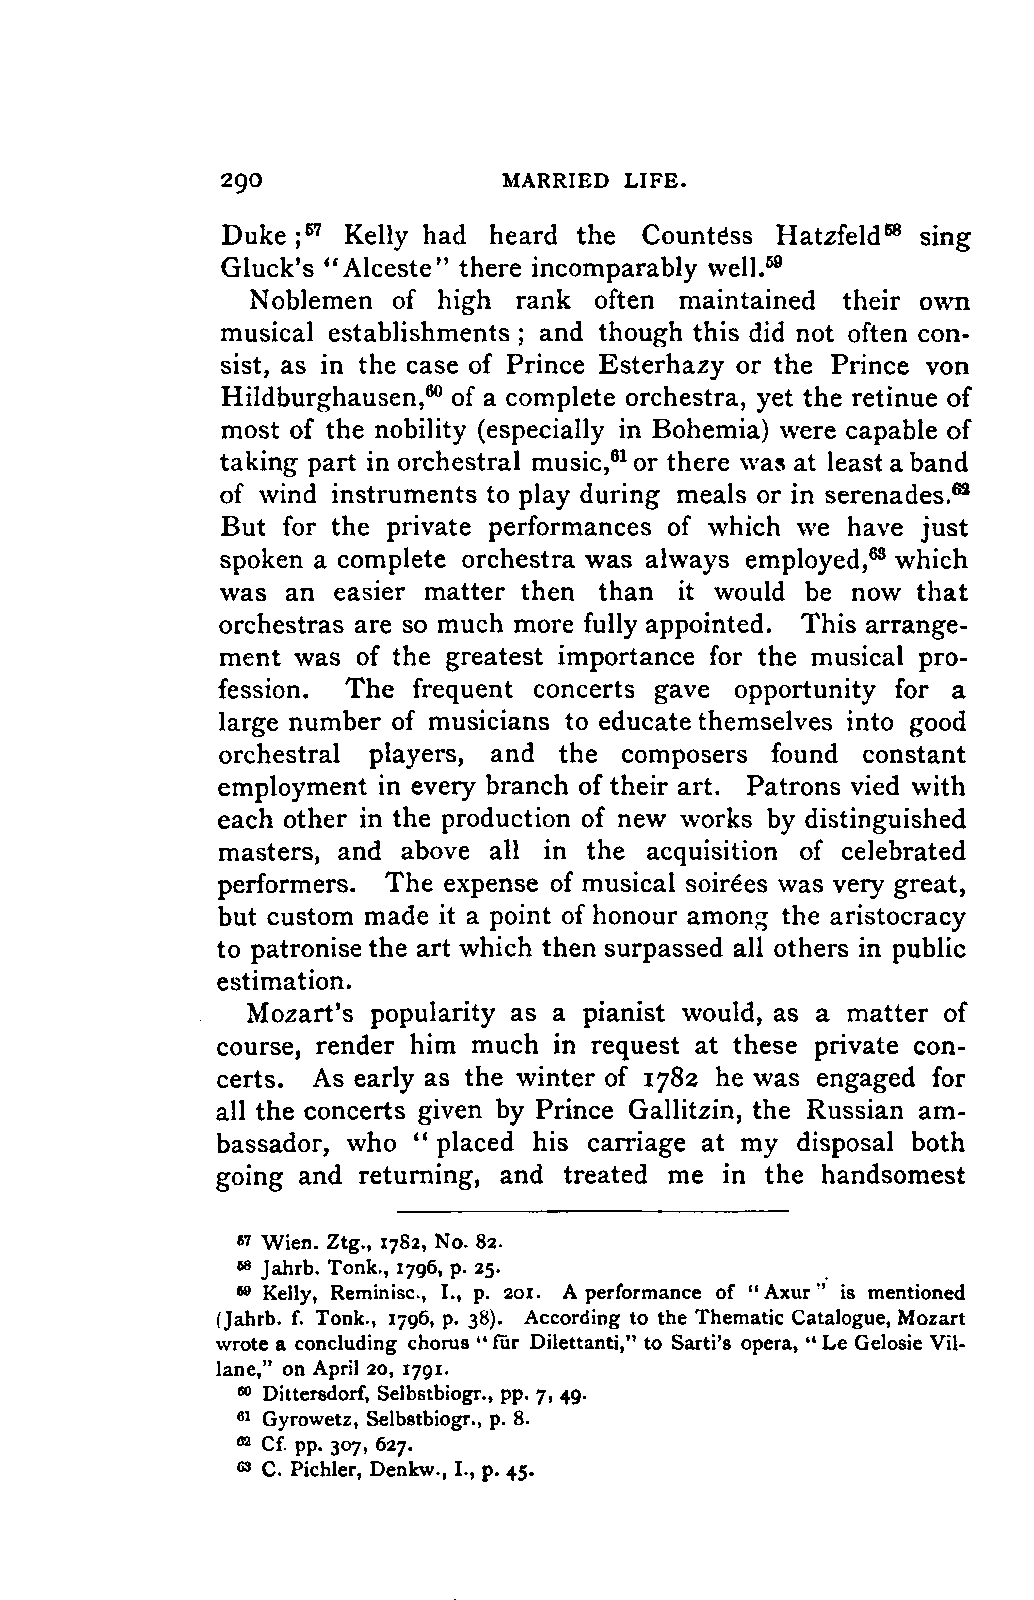 290 MARRIED LIFE.
Duke ;⁵⁷ Kelly had heard the Countess Hatzfeld⁵⁸ sing
Gluck's "Alceste" there incomparably well.⁵⁹
Noblemen of high rank often maintained their own
musical establishments ; and though this did not often con-
sist, as in the case of Prince Esterhazy or the Prince von
Hildburghausen,⁶⁰ of a complete orchestra, yet the retinue of
most of the nobility (especially in Bohemia) were capable of
taking part in orchestral music,⁶¹ or there was at least a band
of wind instruments to play during meals or in serenades.⁶²
But for the private performances of which we have just
spoken a complete orchestra was always employed,⁶³ which
was an easier matter then than it would be now that
orchestras are so much more fully appointed. This arrange-
ment was of the greatest importance for the musical pro-
fession. The frequent concerts gave opportunity for a
large number of musicians to educate themselves into good
orchestral players, and the composers found constant
employment in every branch of their art. Patrons vied with
each other in the production of new works by distinguished
masters, and above all in the acquisition of celebrated
performers. The expense of musical soirées was very great,
but custom made it a point of honour among the aristocracy
to patronise the art which then surpassed all others in public
estimation.
Mozart's popularity as a pianist would, as a matter of
course, render him much in request at these private con-
certs. As early as the winter of 1782 he was engaged for
all the concerts given by Prince Gallitzin, the Russian am-
bassador, who " placed his carriage at my disposal both
going and returning, and treated me in the handsomest
⁵⁷ Wien. Ztg., 1782, No. 82.
⁵⁸ Jahrb. Tonk., 1796, p. 25.
⁵⁹ Kelly, Reminisc., I., p. 201. A performance of "Axur" is mentioned
(Jahrb. f. Tonk., 1796, p. 38). According to the Thematic Catalogue, Mozart
wrote a concluding chorus "für Dilettanti," to Sarti's opera, "Le Gelosie Vil-
lane," on April 20, 1791.
⁶⁰ Dittersdorf, Selbstbiogr., pp. 7, 49.
⁶¹ Gyrowetz, Selbstbiogr., p. 8.
⁶² Cf. pp. 307, 627.
⁶³ C. Pichler, Denkw., I., p. 45.